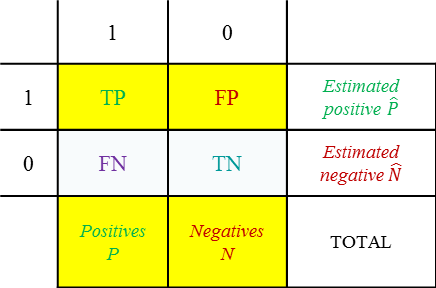 1 0
1 TP FP Estimated
positive P̂
0 FN TN Estimated
negative N̂
Positives Negatives TOTAL
P N